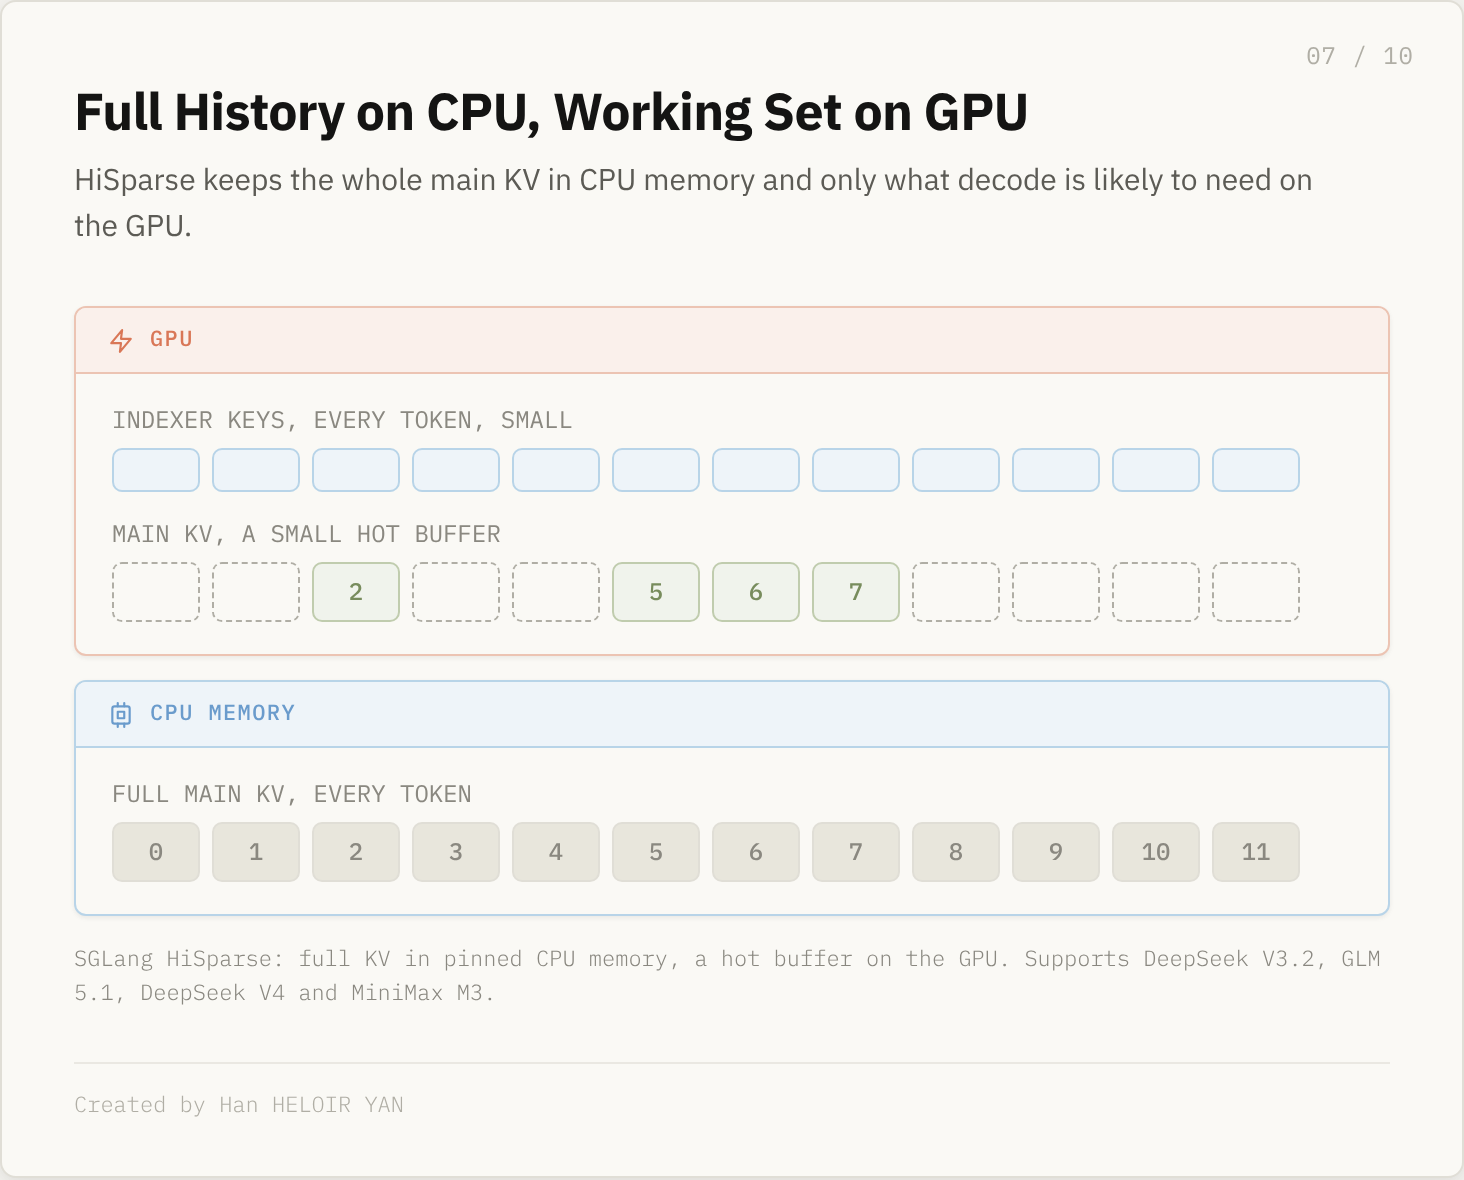 07 / 10
Full History on CPU, Working Set on GPU
HiSparse keeps the whole main KV in CPU memory and only what decode is likely to need on
the GPU.
GPU
INDEXER KEYS, EVERY TOKEN, SMALL
MAIN KV, A SMALL HOT BUFFER
2 5 6 7
CPU MEMORY
FULL MAIN KV, EVERY TOKEN
0 1 2 3 4 5 6 7 8 9 10 11
SGLang HiSparse: full KV in pinned CPU memory, a hot buffer on the GPU. Supports DeepSeek V3.2, GLM
5.1, DeepSeek V4 and MiniMax M3.
Created by Han HELOIR YAN